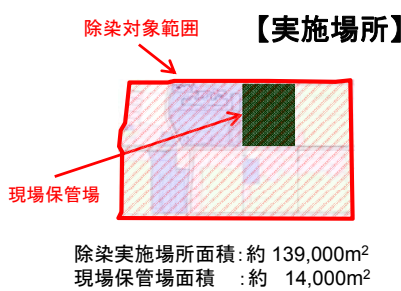 除染対象範囲
【実施場所】
現場保管場
除染実施場所面積:約 139,000m²
現場保管場面積 :約 14,000m²